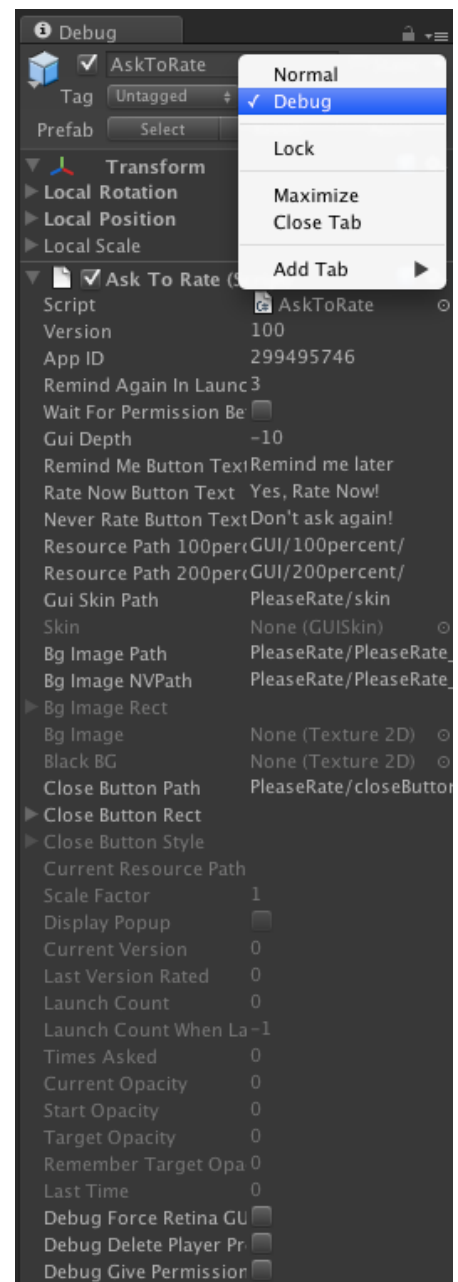 Debug
AskToRate
Tag Untagged
Prefab Select
Normal
✓ Debug
Lock
Maximize
Close Tab
Add Tab
Transform
Local Rotation
Local Position
Local Scale
Ask To Rate (S
Script AskToRate
Version 100
App ID 299495746
Remind Again In Launc 3
Wait For Permission Be
Gui Depth -10
Remind Me Button Text Remind me later
Rate Now Button Text Yes, Rate Now!
Never Rate Button Text Don't ask again!
Resource Path 100perc GUI/100percent/
Resource Path 200perc GUI/200percent/
Gui Skin Path PleaseRate/skin
Skin None (GUISkin)
Bg Image Path PleaseRate/PleaseRate_
Bg Image NVPath PleaseRate/PleaseRate_
Bg Image Rect
Bg Image None (Texture 2D)
Black BG None (Texture 2D)
Close Button Path PleaseRate/closeButton
Close Button Rect
Close Button Style
Current Resource Path
Scale Factor 1
Display Popup
Current Version 0
Last Version Rated 0
Launch Count 0
Launch Count When La -1
Times Asked 0
Current Opacity 0
Start Opacity 0
Target Opacity 0
Remember Target Opa 0
Last Time 0
Debug Force Retina GU
Debug Delete Player Pr
Debug Give Permission